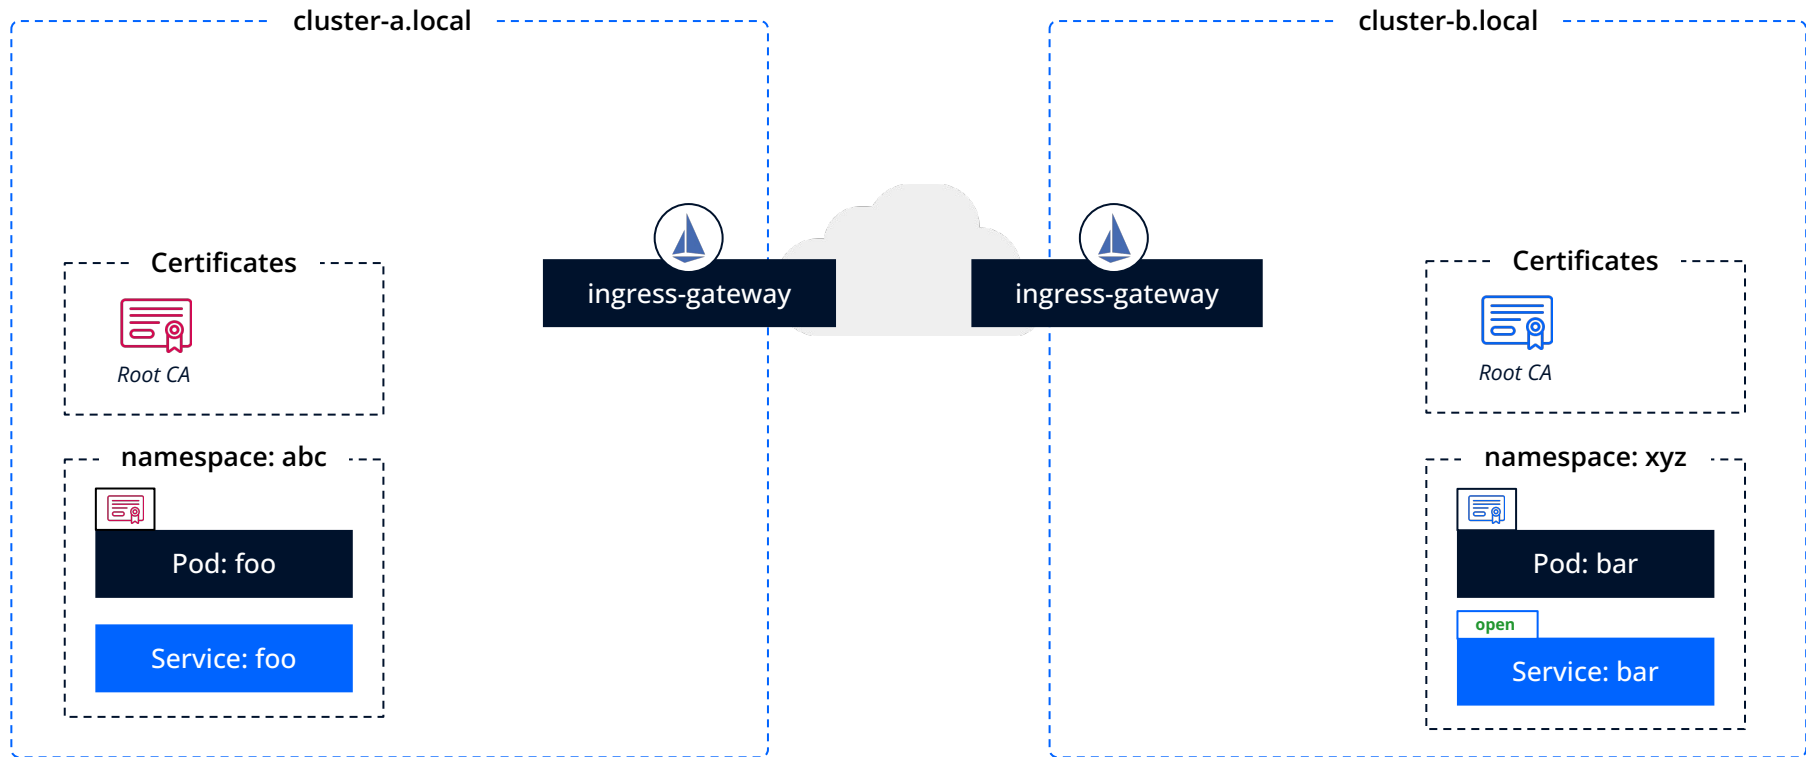 cluster-a.local
Certificates
Root CA
namespace: abc
Pod: foo
Service: foo
ingress-gateway
ingress-gateway
cluster-b.local
Certificates
Root CA
namespace: xyz
Pod: bar
open
Service: bar